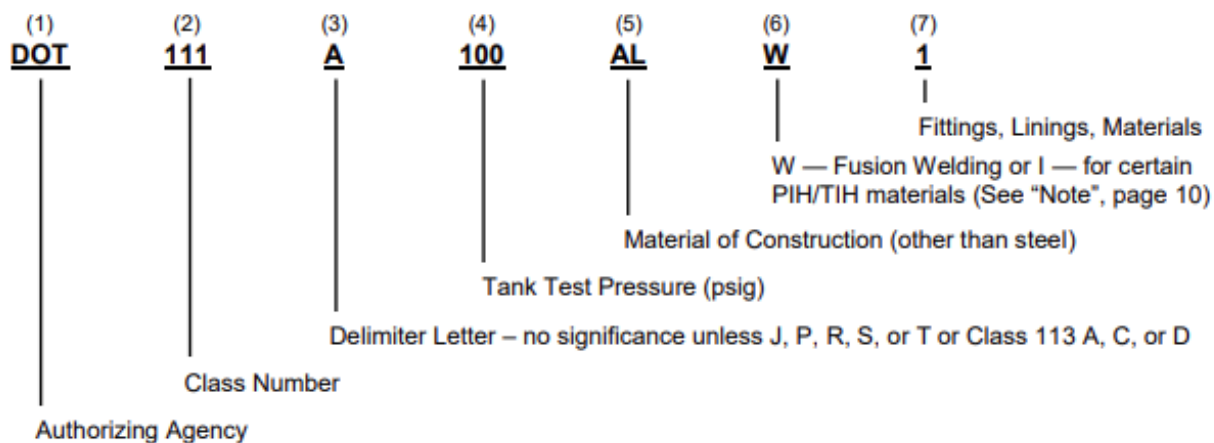 (1) (2) (3) (4) (5) (6) (7)
DOT 111 A 100 AL W 1
Fittings, Linings, Materials
W — Fusion Welding or I — for certain
PIH/TIH materials (See “Note”, page 10)
Material of Construction (other than steel)
Tank Test Pressure (psig)
Delimiter Letter – no significance unless J, P, R, S, or T or Class 113 A, C, or D
Class Number
Authorizing Agency